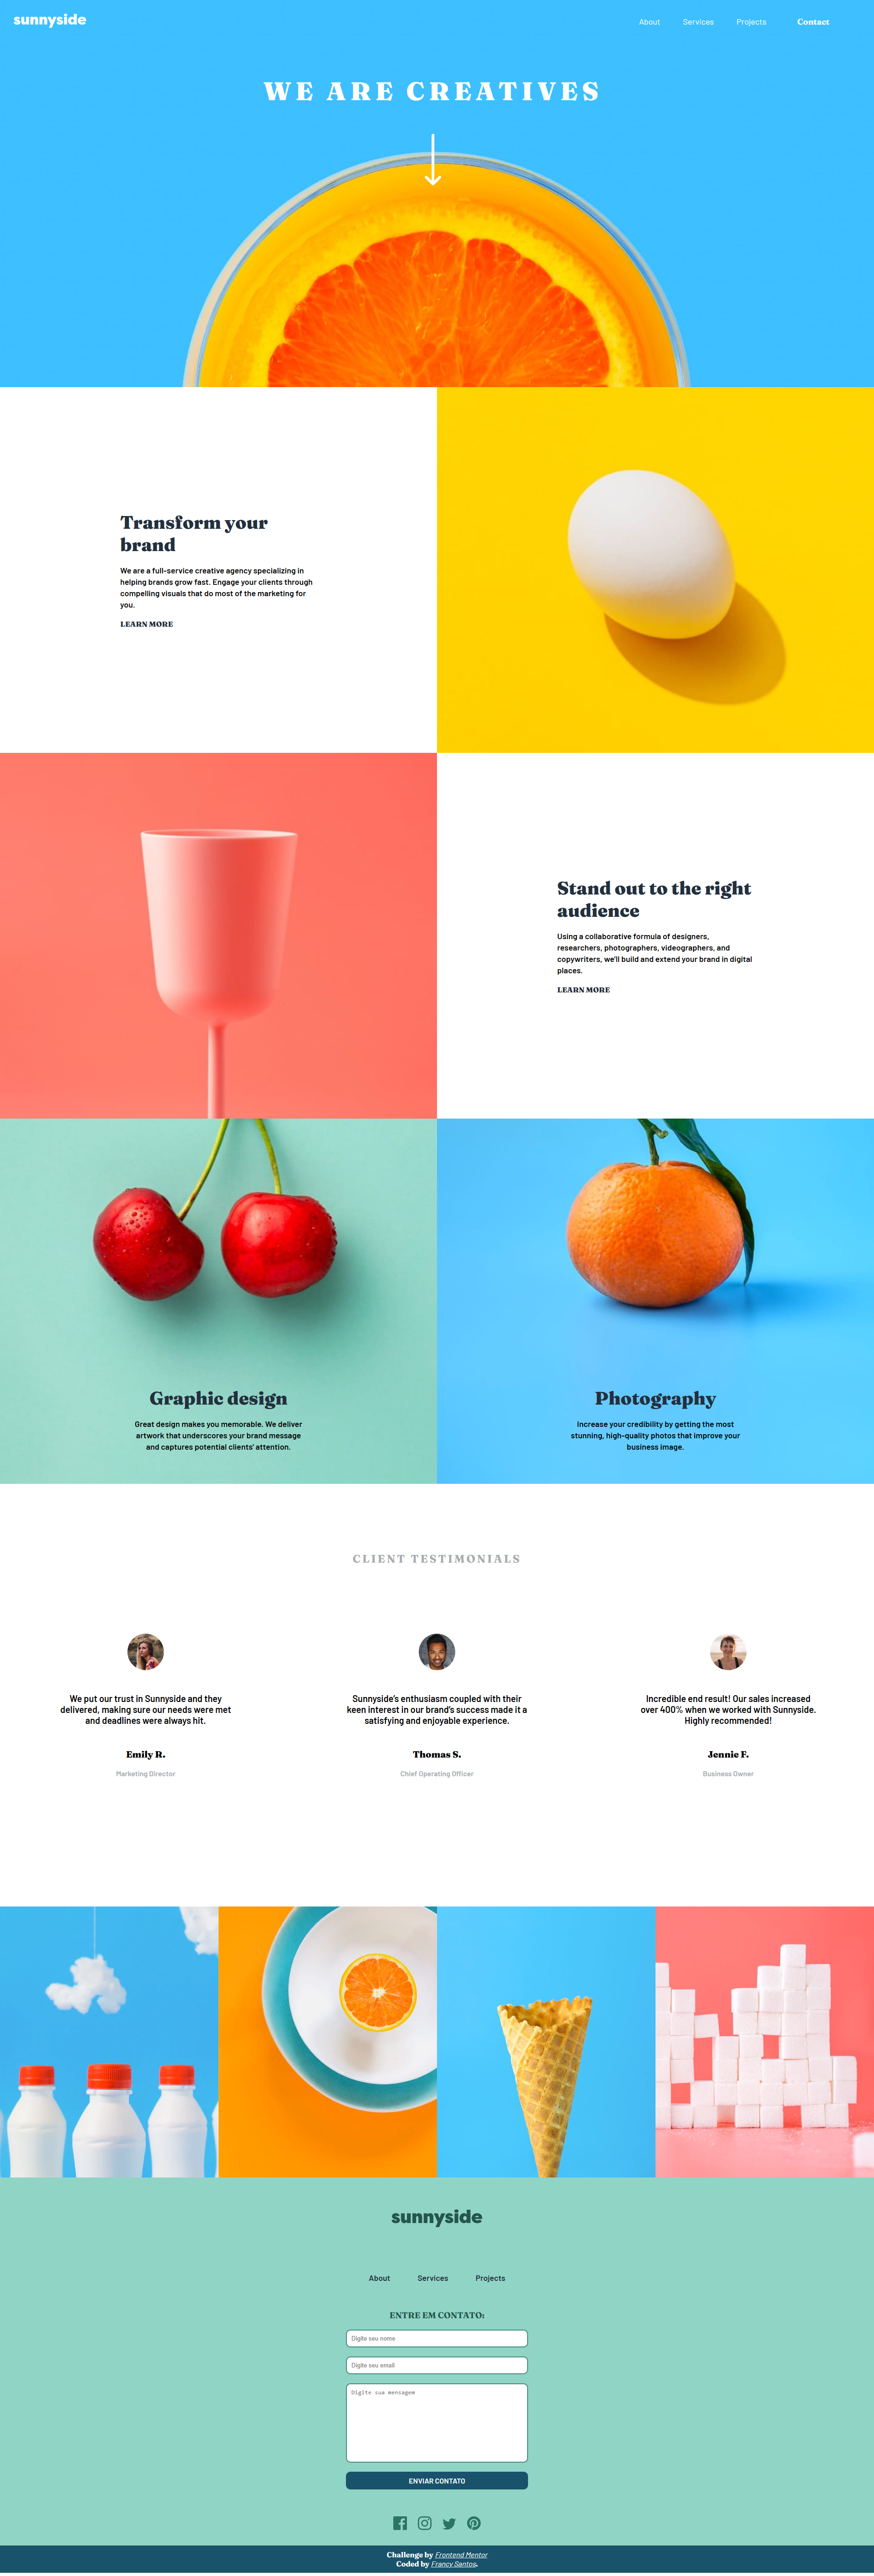 sunnyside
About Services Projects Contact
WE ARE CREATIVES
Transform your
brand
We are a full-service creative agency specializing in
helping brands grow fast. Engage your clients through
compelling visuals that do most of the marketing for
you.
LEARN MORE
Stand out to the right
audience
Using a collaborative formula of designers,
researchers, photographers, videographers, and
copywriters, we'll build and extend your brand in digital
places.
LEARN MORE
Graphic design
Great design makes you memorable. We deliver
artwork that underscores your brand message
and captures potential clients' attention.
Photography
Increase your credibility by getting the most
stunning, high-quality photos that improve your
business image.
CLIENT TESTIMONIALS
We put our trust in Sunnyside and they
delivered, making sure our needs were met
and deadlines were always hit.
Emily R.
Marketing Director
Sunnyside's enthusiasm coupled with their
keen interest in our brand's success made it a
satisfying and enjoyable experience.
Thomas S.
Chief Operating Officer
Incredible end result! Our sales increased
over 400% when we worked with Sunnyside.
Highly recommended!
Jennie F.
Business Owner
sunnyside
About Services Projects
ENTRE EM CONTATO:
Digite seu nome
Digite seu email
Digite sua mensagem
ENVIAR CONTATO
Challenge by Frontend Mentor
Coded by Francy Santos.